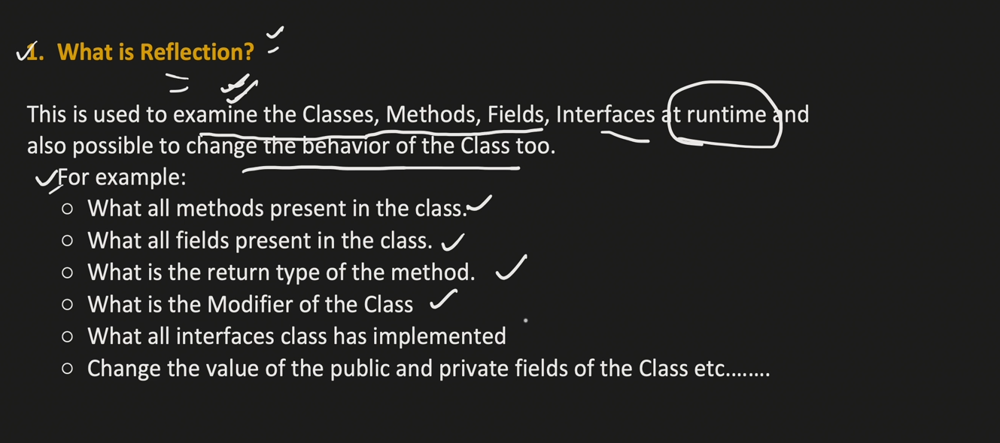 1. What is Reflection?
This is used to examine the Classes, Methods, Fields, Interfaces at runtime and
also possible to change the behavior of the Class too.
For example:
○ What all methods present in the class.
○ What all fields present in the class.
○ What is the return type of the method.
○ What is the Modifier of the Class
○ What all interfaces class has implemented
○ Change the value of the public and private fields of the Class etc........